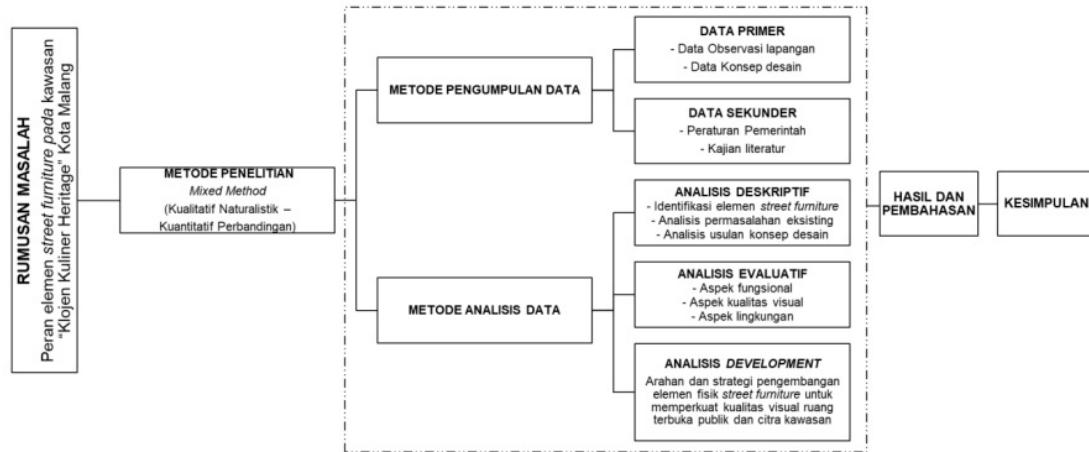 RUMUSAN MASALAH
Peran elemen street furniture pada kawasan
"Klojen Kuliner Heritage" Kota Malang
METODE PENELITIAN
Mixed Method
(Kualitatif Naturalistik –
Kuantitatif Perbandingan)
METODE PENGUMPULAN DATA
DATA PRIMER
- Data Observasi lapangan
- Data Konsep desain
DATA SEKUNDER
- Peraturan Pemerintah
- Kajian literatur
METODE ANALISIS DATA
ANALISIS DESKRIPTIF
- Identifikasi elemen street furniture
- Analisis permasalahan eksisting
- Analisis usulan konsep desain
ANALISIS EVALUATIF
- Aspek fungsional
- Aspek kualitas visual
- Aspek lingkungan
ANALISIS DEVELOPMENT
Arahan dan strategi pengembangan
elemen fisik street furniture untuk
memperkuat kualitas visual ruang
terbuka publik dan citra kawasan
HASIL DAN
PEMBAHASAN
KESIMPULAN